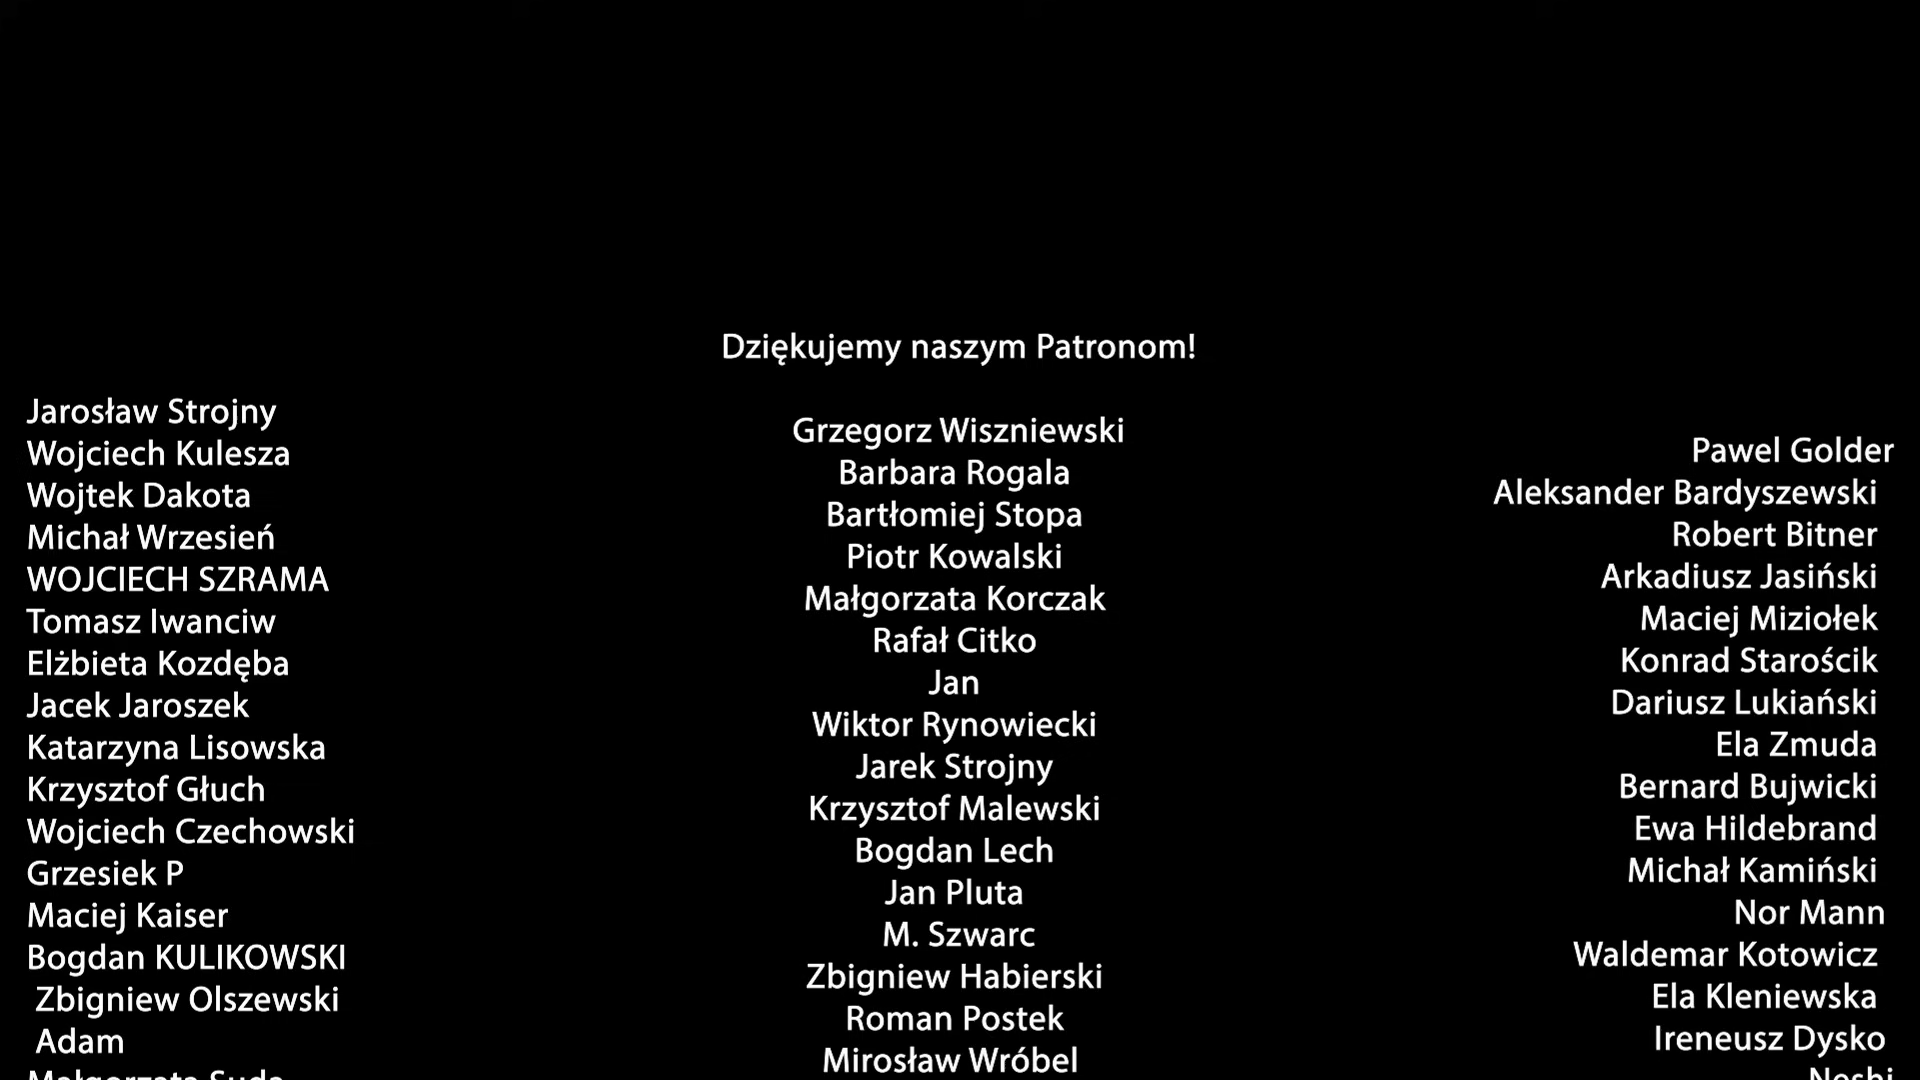 Dziękujemy naszym Patronom!
Jarosław Strojny
Wojciech Kulesza
Wojtek Dakota
Michał Wrzesień
WOJCIECH SZRAMA
Tomasz Iwanciw
Elżbieta Kozdęba
Jacek Jaroszek
Katarzyna Lisowska
Krzysztof Głuch
Wojciech Czechowski
Grzesiek P
Maciej Kaiser
Bogdan KULIKOWSKI
Zbigniew Olszewski
Adam
Małgorzata Suda
Grzegorz Wiszniewski
Barbara Rogala
Bartłomiej Stopa
Piotr Kowalski
Małgorzata Korczak
Rafał Citko
Jan
Wiktor Rynowiecki
Jarek Strojny
Krzysztof Malewski
Bogdan Lech
Jan Pluta
M. Szwarc
Zbigniew Habierski
Roman Postek
Mirosław Wróbel
Pawel Golder
Aleksander Bardyszewski
Robert Bitner
Arkadiusz Jasiński
Maciej Miziołek
Konrad Starościk
Dariusz Lukiański
Ela Zmuda
Bernard Bujwicki
Ewa Hildebrand
Michał Kamiński
Nor Mann
Waldemar Kotowicz
Ela Kleniewska
Ireneusz Dysko